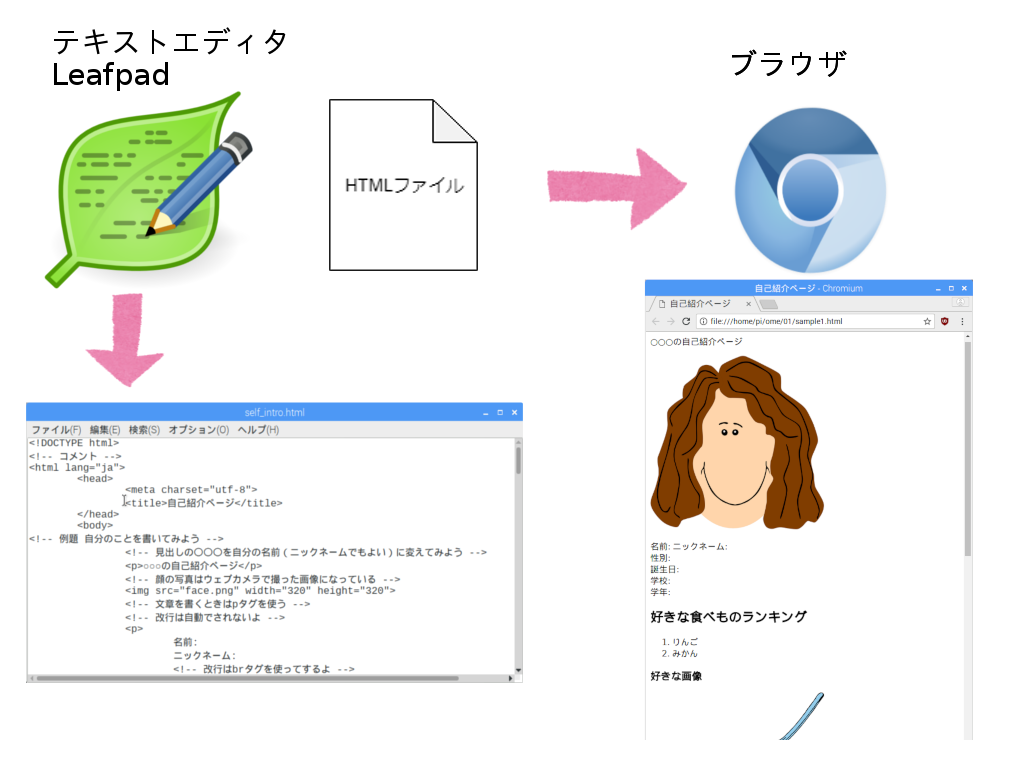 テキストエディタ
Leafpad
HTMLファイル
ブラウザ
self_intro.html
ファイル(F) 編集(E) 検索(S) オプション(O) ヘルプ(H)
<!DOCTYPE html>
<!-- コメント -->
<html lang="ja">
<head>
<meta charset="utf-8">
<title>自己紹介ページ</title>
</head>
<body>
<!-- 例題 自分のことを書いてみよう -->
<!-- 見出しの〇〇〇を自分の名前(ニックネームでもよい)に変えてみよう -->
<p>○○○の自己紹介ページ</p>
<!-- 顔の写真はウェブカメラで撮った画像になっている -->
<img src="face.png" width="320" height="320">
<!-- 文章を書くときはpタグを使う -->
<!-- 改行は自動でされないよ -->
<p>
名前:
ニックネーム:
<!-- 改行はbrタグを使ってするよ -->
自己紹介ページ - Chromium
自己紹介ページ
file:///home/pi/ome/01/sample1.html
○○○の自己紹介ページ
名前: ニックネーム:
性別:
誕生日:
学校:
学年:
好きな食べものランキング
1. りんご
2. みかん
好きな画像